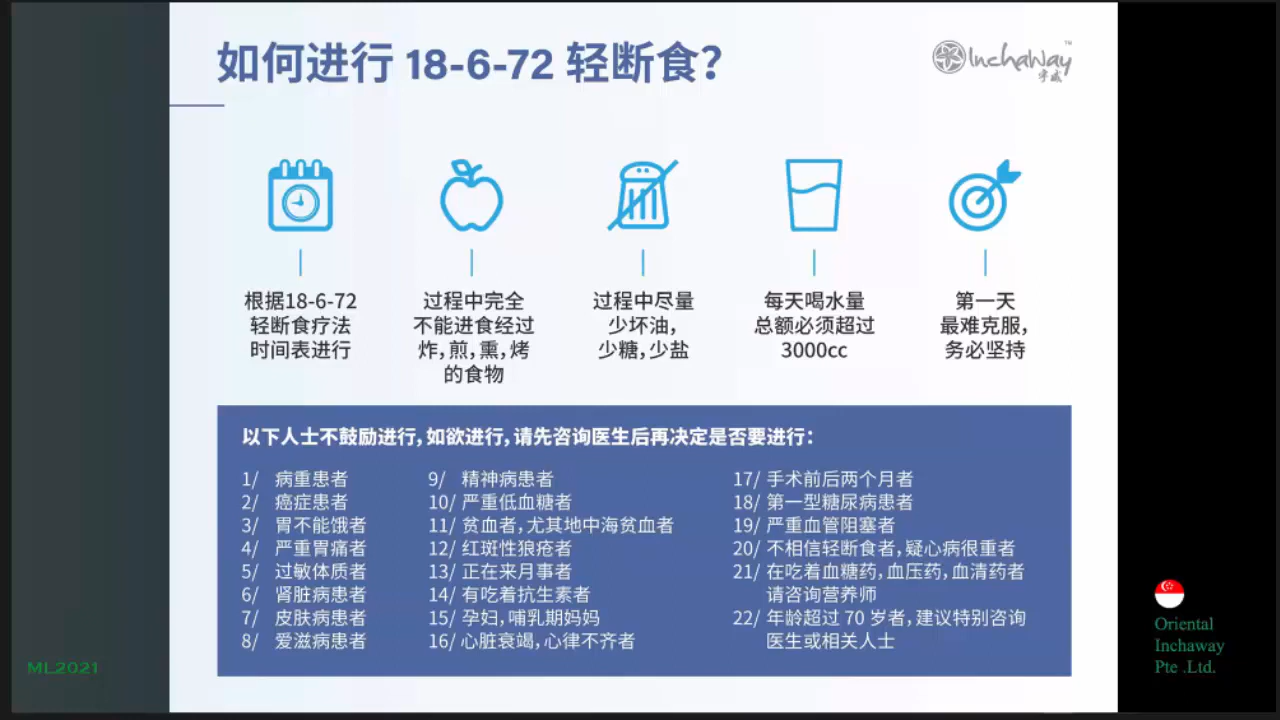 如何进行 18-6-72 轻断食?
Inchaway™
宇威
根据18-6-72
轻断食疗法
时间表进行
过程中完全
不能进食经过
炸,煎,熏,烤
的食物
过程中尽量
少坏油,
少糖,少盐
每天喝水量
总额必须超过
3000cc
第一天
最难克服,
务必坚持
以下人士不鼓励进行,如欲进行,请先咨询医生后再决定是否要进行:
1/ 病重患者
2/ 癌症患者
3/ 胃不能饿者
4/ 严重胃痛者
5/ 过敏体质者
6/ 肾脏病患者
7/ 皮肤病患者
8/ 爱滋病患者
9/ 精神病患者
10/ 严重低血糖者
11/ 贫血者,尤其地中海贫血者
12/ 红斑性狼疮者
13/ 正在来月事者
14/ 有吃着抗生素者
15/ 孕妇,哺乳期妈妈
16/ 心脏衰竭,心律不齐者
17/ 手术前后两个月者
18/ 第一型糖尿病患者
19/ 严重血管阻塞者
20/ 不相信轻断食者,疑心病很重者
21/ 在吃着血糖药,血压药,血清药者
请咨询营养师
22/ 年龄超过 70 岁者,建议特别咨询
医生或相关人士
ML2021
Oriental
Inchaway
Pte .Ltd.